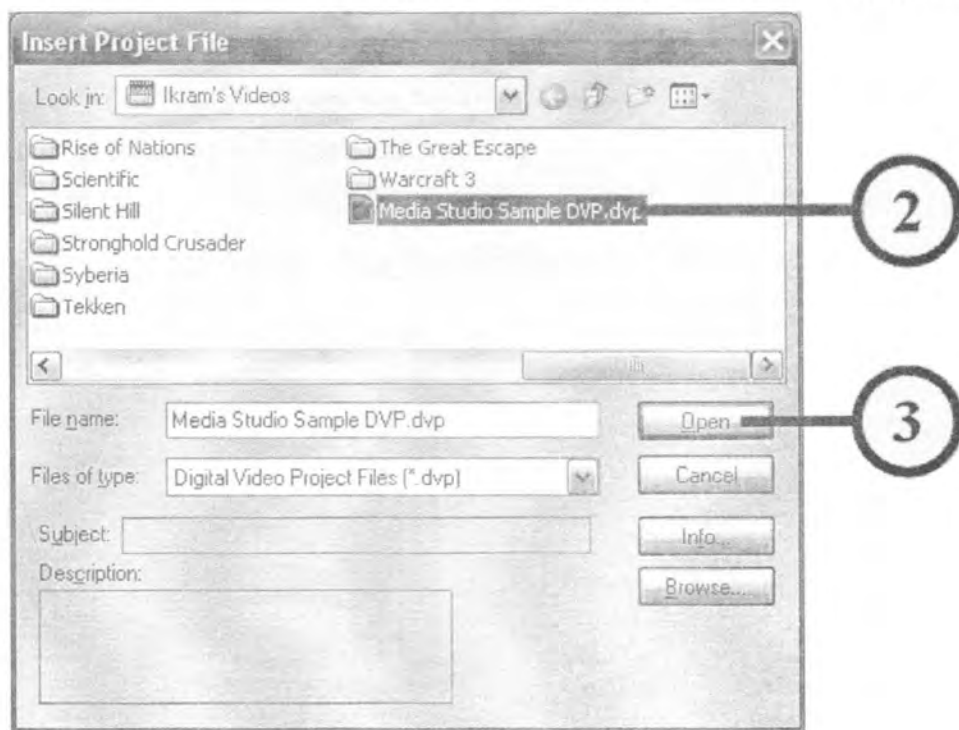 Insert Project File
Look in: Ikram's Videos
Rise of Nations
Scientific
Silent Hill
Stronghold Crusader
Syberia
Tekken
The Great Escape
Warcraft 3
Media Studio Sample DVP.dvp
2
File name: Media Studio Sample DVP.dvp Open
3
Files of type: Digital Video Project Files (*.dvp) Cancel
Subject: Info...
Description: Browse...